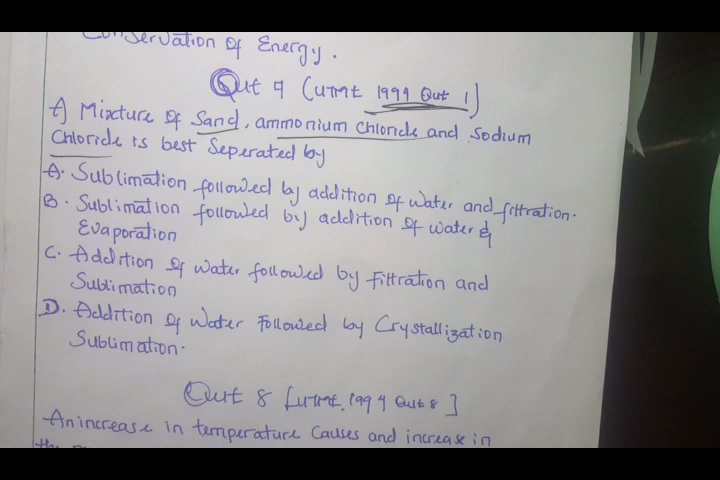 Conservation of Energy.
Qut 7 (UTME 1999 Qut 1)
A) Mixture of Sand, ammonium Chloride and Sodium
Chloride is best Seperated by
A. Sublimation followed by addition of water and filtration.
B. Sublimation followed by addition of water &
Evaporation
C. Addition of water followed by Filtration and
Sublimation
D. Addition of Water Followed by Crystallization
Sublimation.
Qut 8 [UTME, 1994 Qut 8]
An increase in temperature causes and increase in
the